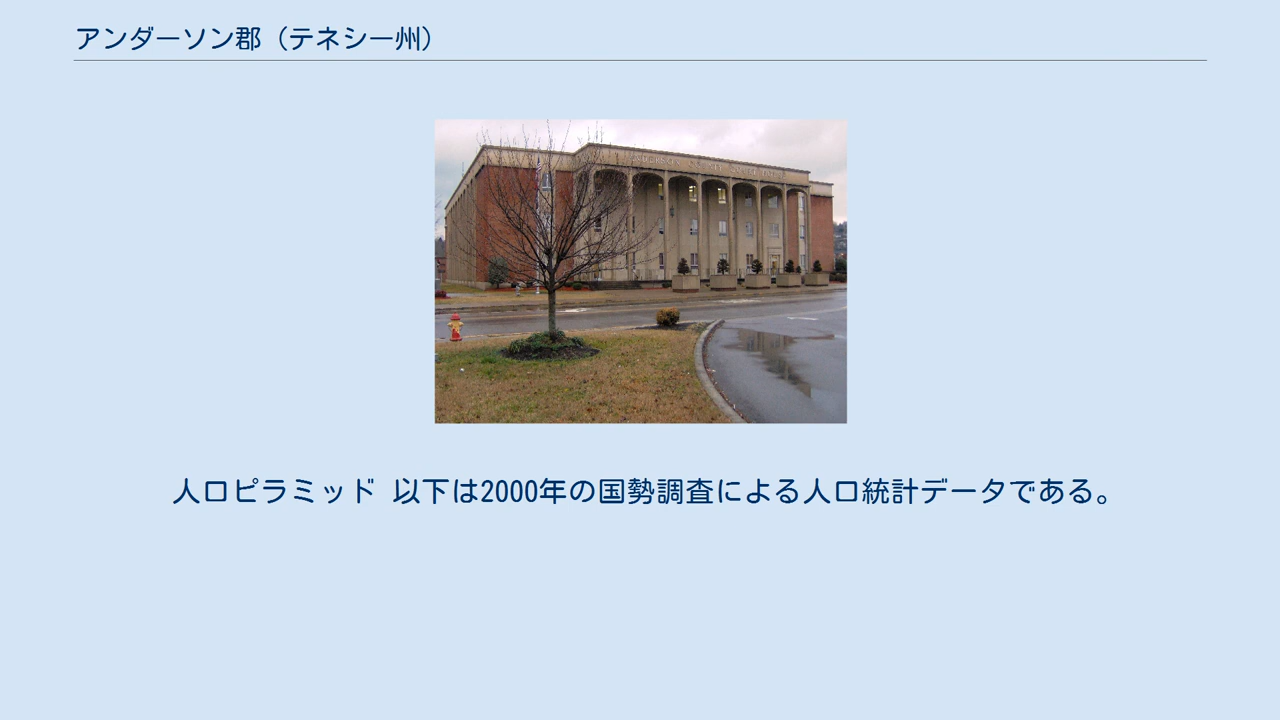 アンダーソン郡（テネシー州）
人口ピラミッド 以下は2000年の国勢調査による人口統計データである。